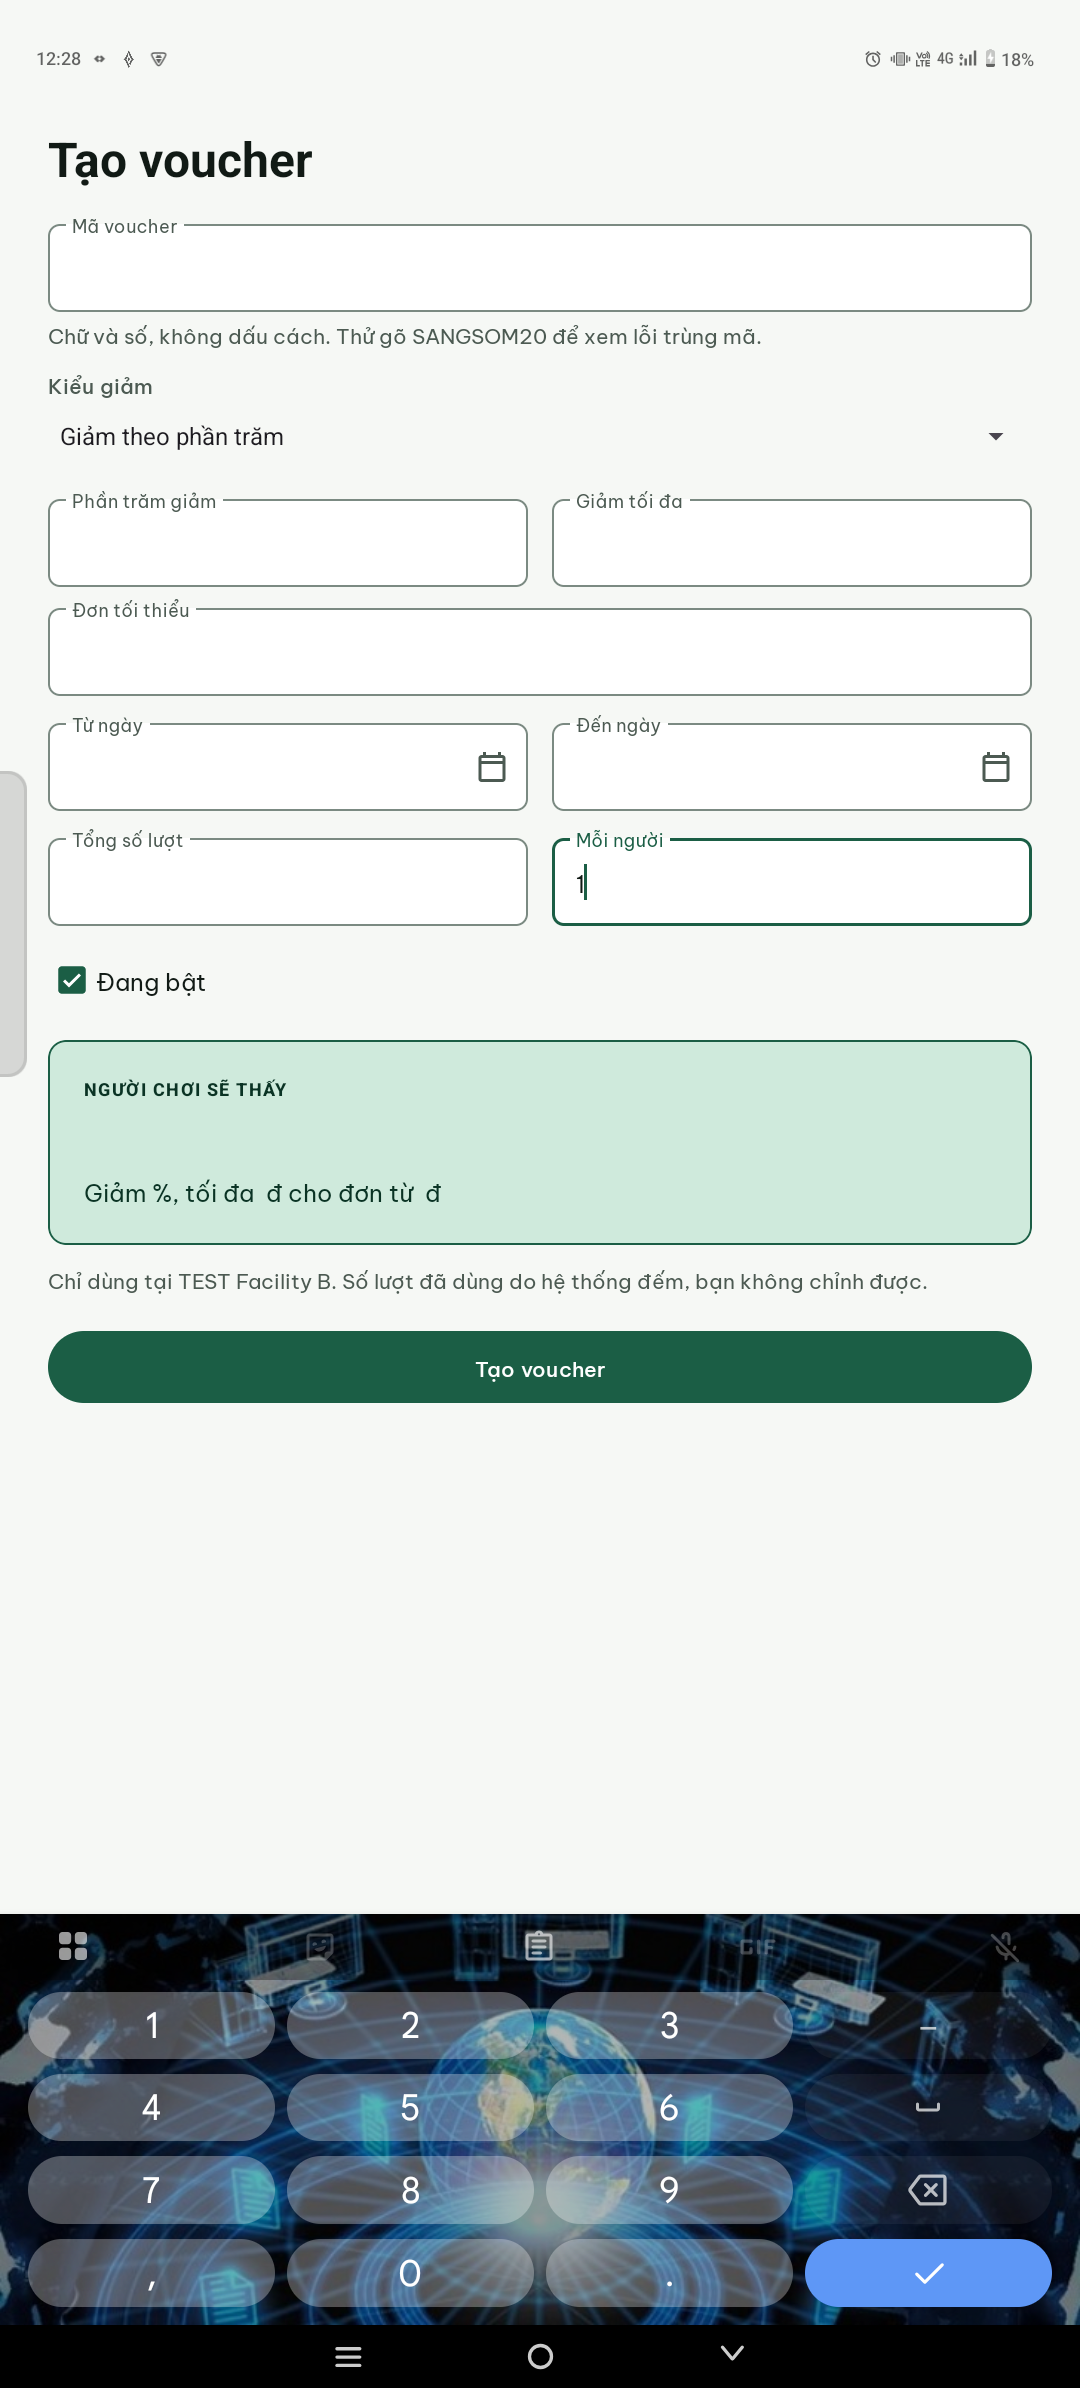 12:28
VoLTE 4G 18%
Tạo voucher
Mã voucher
Chữ và số, không dấu cách. Thử gõ SANGSOM20 để xem lỗi trùng mã.
Kiểu giảm
Giảm theo phần trăm
Phần trăm giảm
Giảm tối đa
Đơn tối thiểu
Từ ngày
Đến ngày
Tổng số lượt
Mỗi người
1
Đang bật
NGƯỜI CHƠI SẼ THẤY
Giảm %, tối đa  đ cho đơn từ  đ
Chỉ dùng tại TEST Facility B. Số lượt đã dùng do hệ thống đếm, bạn không chỉnh được.
Tạo voucher
GIF
1 2 3 –
4 5 6
7 8 9
, 0 .